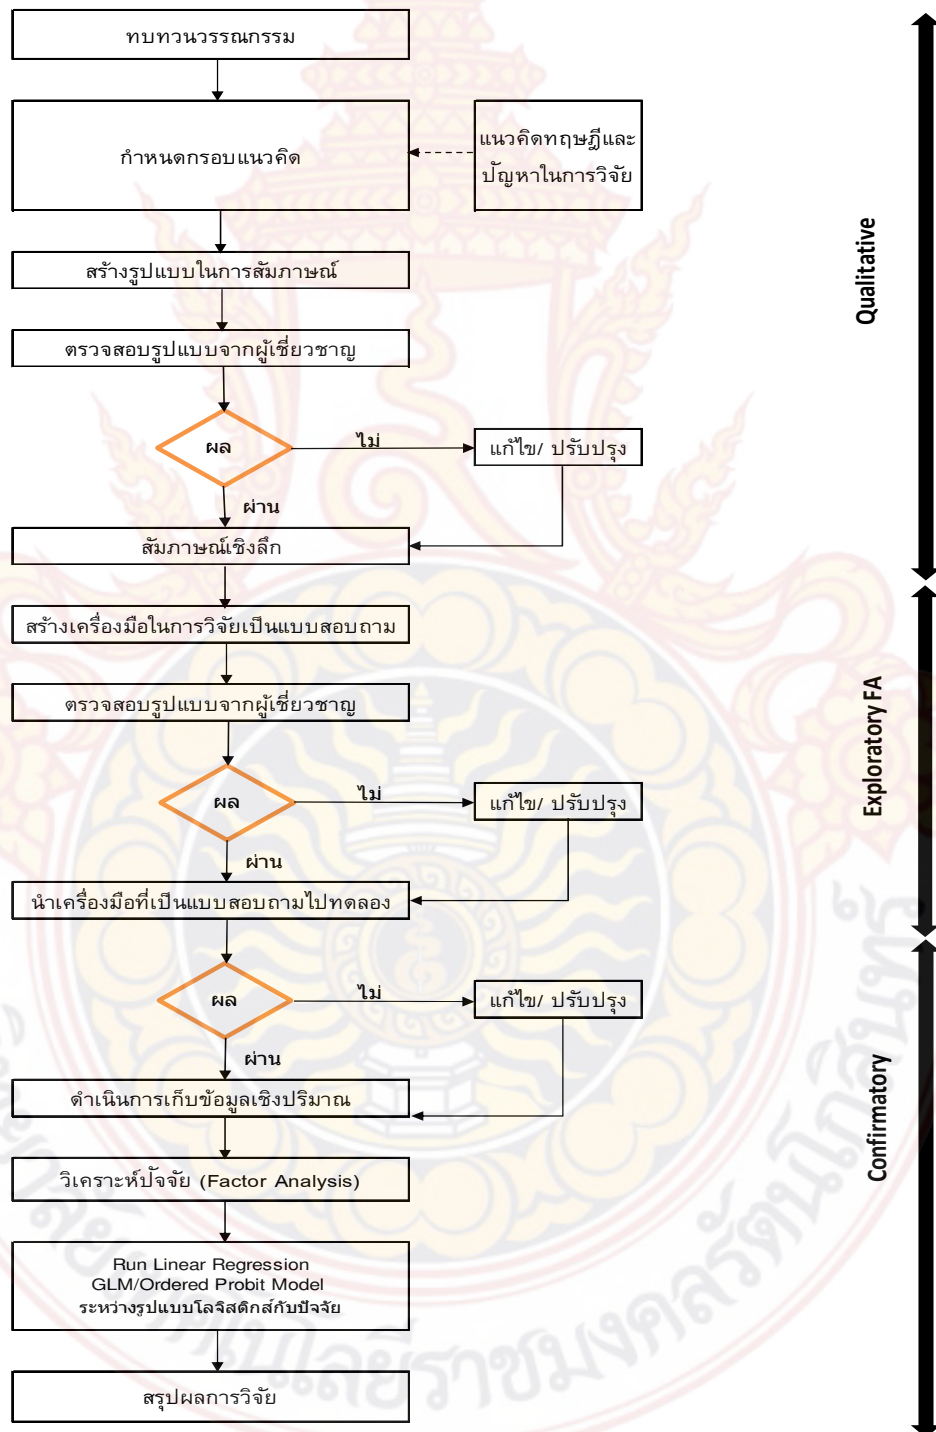 ทบทวนวรรณกรรม
กำหนดกรอบแนวคิด
แนวคิดทฤษฎีและ
ปัญหาในการวิจัย
สร้างรูปแบบในการสัมภาษณ์
ตรวจสอบรูปแบบจากผู้เชี่ยวชาญ
ผล
ไม่
แก้ไข/ ปรับปรุง
ผ่าน
สัมภาษณ์เชิงลึก
Qualitative
สร้างเครื่องมือในการวิจัยเป็นแบบสอบถาม
ตรวจสอบรูปแบบจากผู้เชี่ยวชาญ
ผล
ไม่
แก้ไข/ ปรับปรุง
ผ่าน
นำเครื่องมือที่เป็นแบบสอบถามไปทดลอง
Exploratory FA
ผล
ไม่
แก้ไข/ ปรับปรุง
ผ่าน
ดำเนินการเก็บข้อมูลเชิงปริมาณ
วิเคราะห์ปัจจัย (Factor Analysis)
Run Linear Regression
GLM/Ordered Probit Model
ระหว่างรูปแบบโลจิสติกส์กับปัจจัย
สรุปผลการวิจัย
Confirmatory